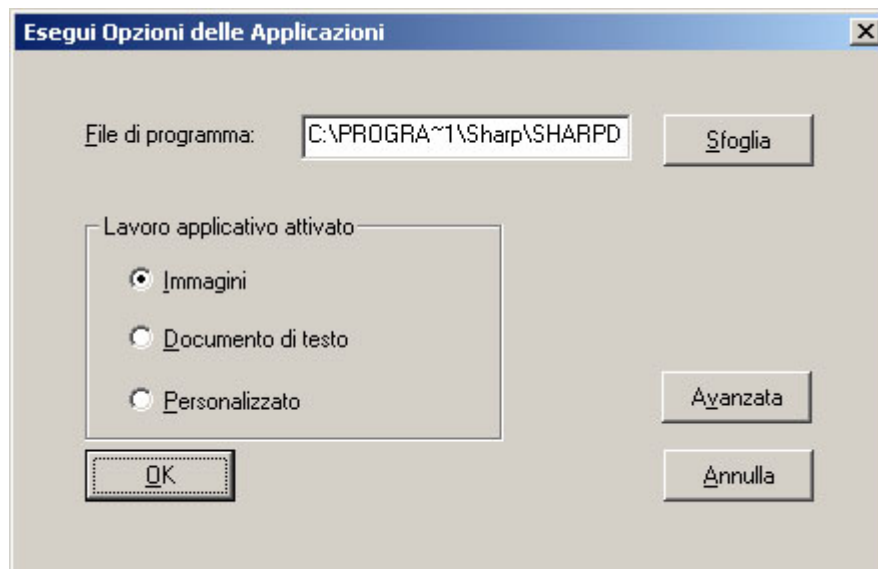 Esegui Opzioni delle Applicazioni
File di programma: C:\PROGRA~1\Sharp\SHARPD Sfoglia
Lavoro applicativo attivato
Immagini
Documento di testo
Personalizzato
Avanzata
OK Annulla